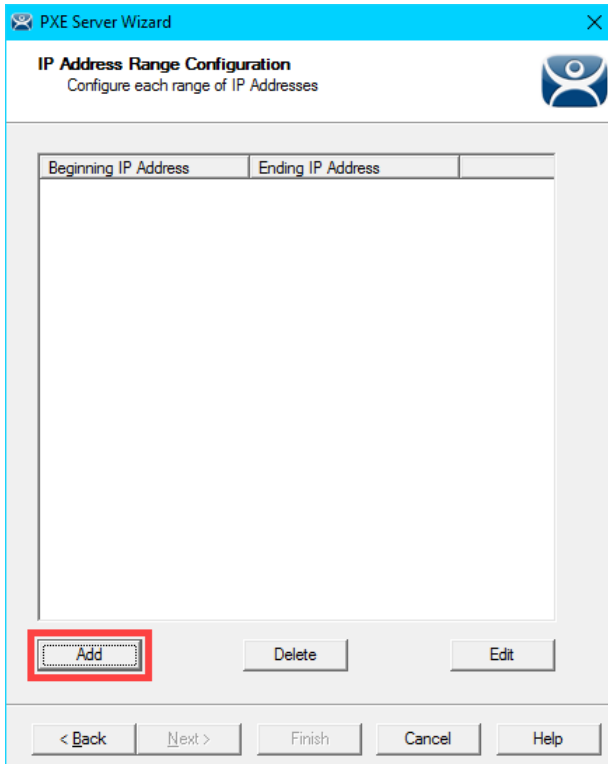 PXE Server Wizard
IP Address Range Configuration
Configure each range of IP Addresses
Beginning IP Address Ending IP Address
Add Delete Edit
< Back Next > Finish Cancel Help